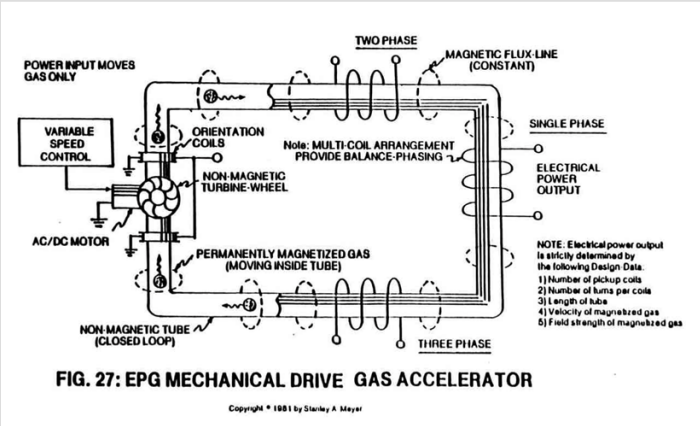 TWO PHASE
POWER INPUT MOVES
GAS ONLY
MAGNETIC FLUX-LINE
(CONSTANT)
VARIABLE
SPEED
CONTROL
ORIENTATION
COILS
Note: MULTI-COIL ARRANGEMENT
PROVIDE BALANCE-PHASING
SINGLE PHASE
NON-MAGNETIC
TURBINE-WHEEL
ELECTRICAL
POWER
OUTPUT
AC/DC MOTOR
PERMANENTLY MAGNETIZED GAS
(MOVING INSIDE TUBE)
NOTE: Electrical power output
is strictly determined by
the following Design-Data.
1) Number of pickup coils
2) Number of turns per coils
3) Length of tube
4) Velocity of magnetized gas
5) Field strength of magnetized gas
NON-MAGNETIC TUBE
(CLOSED LOOP)
THREE PHASE
FIG. 27: EPG MECHANICAL DRIVE GAS ACCELERATOR
Copyright © 1981 by Stanley A Meyer